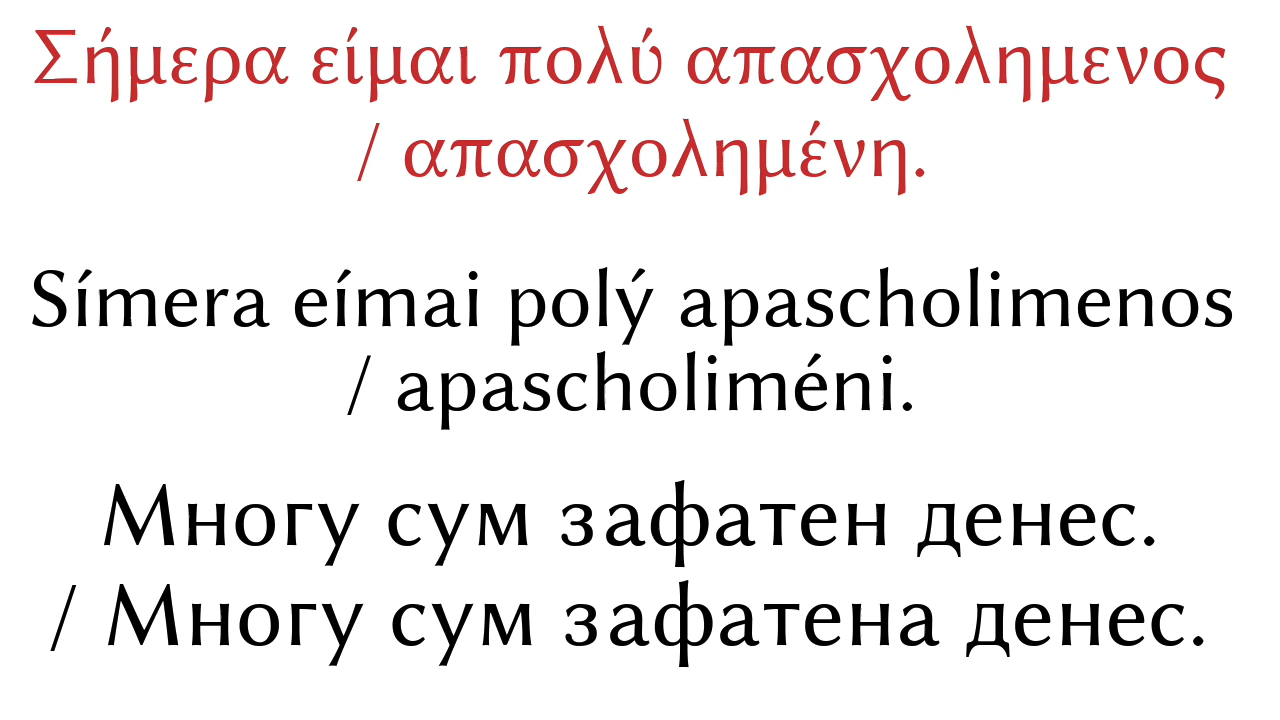 Σήμερα είμαι πολύ απασχολημενος
/ απασχολημένη.
Símera eímai polý apascholimenos
/ apascholiméni.
Многу сум зафатен денес.
/ Многу сум зафатена денес.